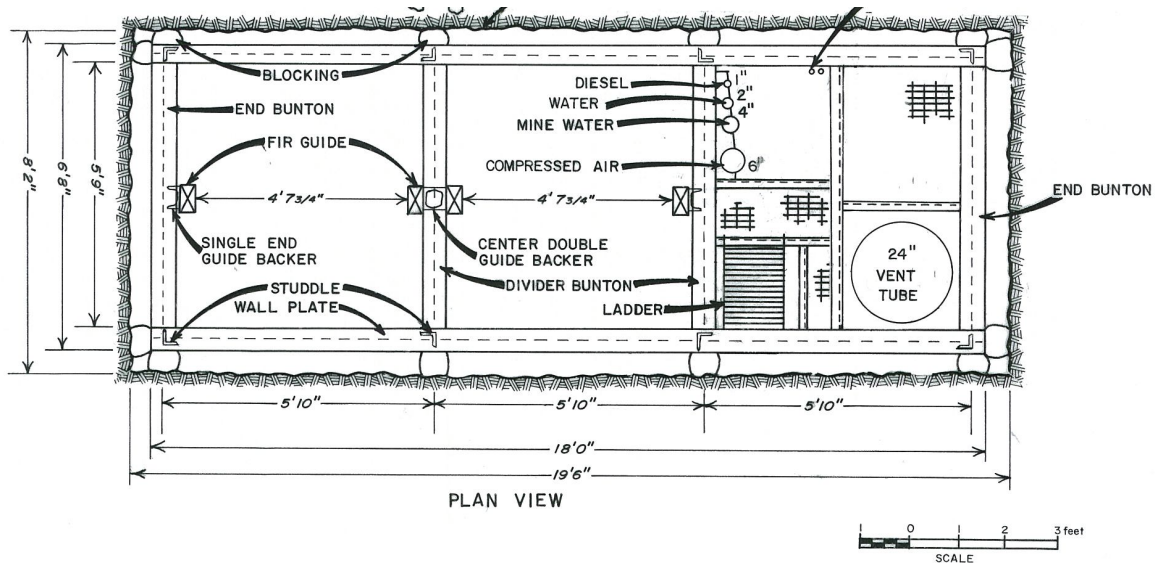 BLOCKING
END BUNTON
FIR GUIDE
4' 7 3/4"
SINGLE END
GUIDE BACKER
STUDDLE
WALL PLATE
4' 7 3/4"
CENTER DOUBLE
GUIDE BACKER
DIVIDER BUNTON
LADDER
DIESEL
WATER
MINE WATER
COMPRESSED AIR
1"
2"
4"
6"
24"
VENT
TUBE
END BUNTON
8'2"
6'8"
5'9"
5'10"
5'10"
5'10"
18'0"
19'6"
PLAN VIEW
1 0 1 2 3 feet
SCALE